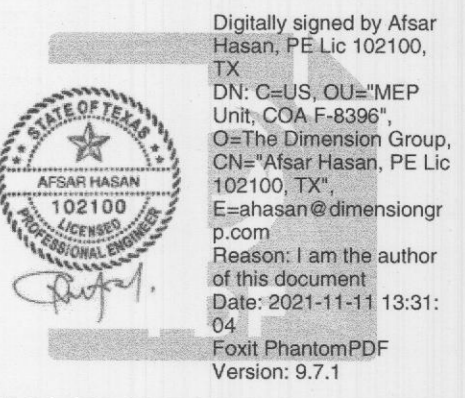 STATE OF TEXAS
AFSAR HASAN
102100
LICENSED
PROFESSIONAL ENGINEER
Digitally signed by Afsar
Hasan, PE Lic 102100,
TX
DN: C=US, OU="MEP
Unit, COA F-8396",
O=The Dimension Group,
CN="Afsar Hasan, PE Lic
102100, TX",
E=ahasan@dimensiongr
p.com
Reason: I am the author
of this document
Date: 2021-11-11 13:31:
04
Foxit PhantomPDF
Version: 9.7.1